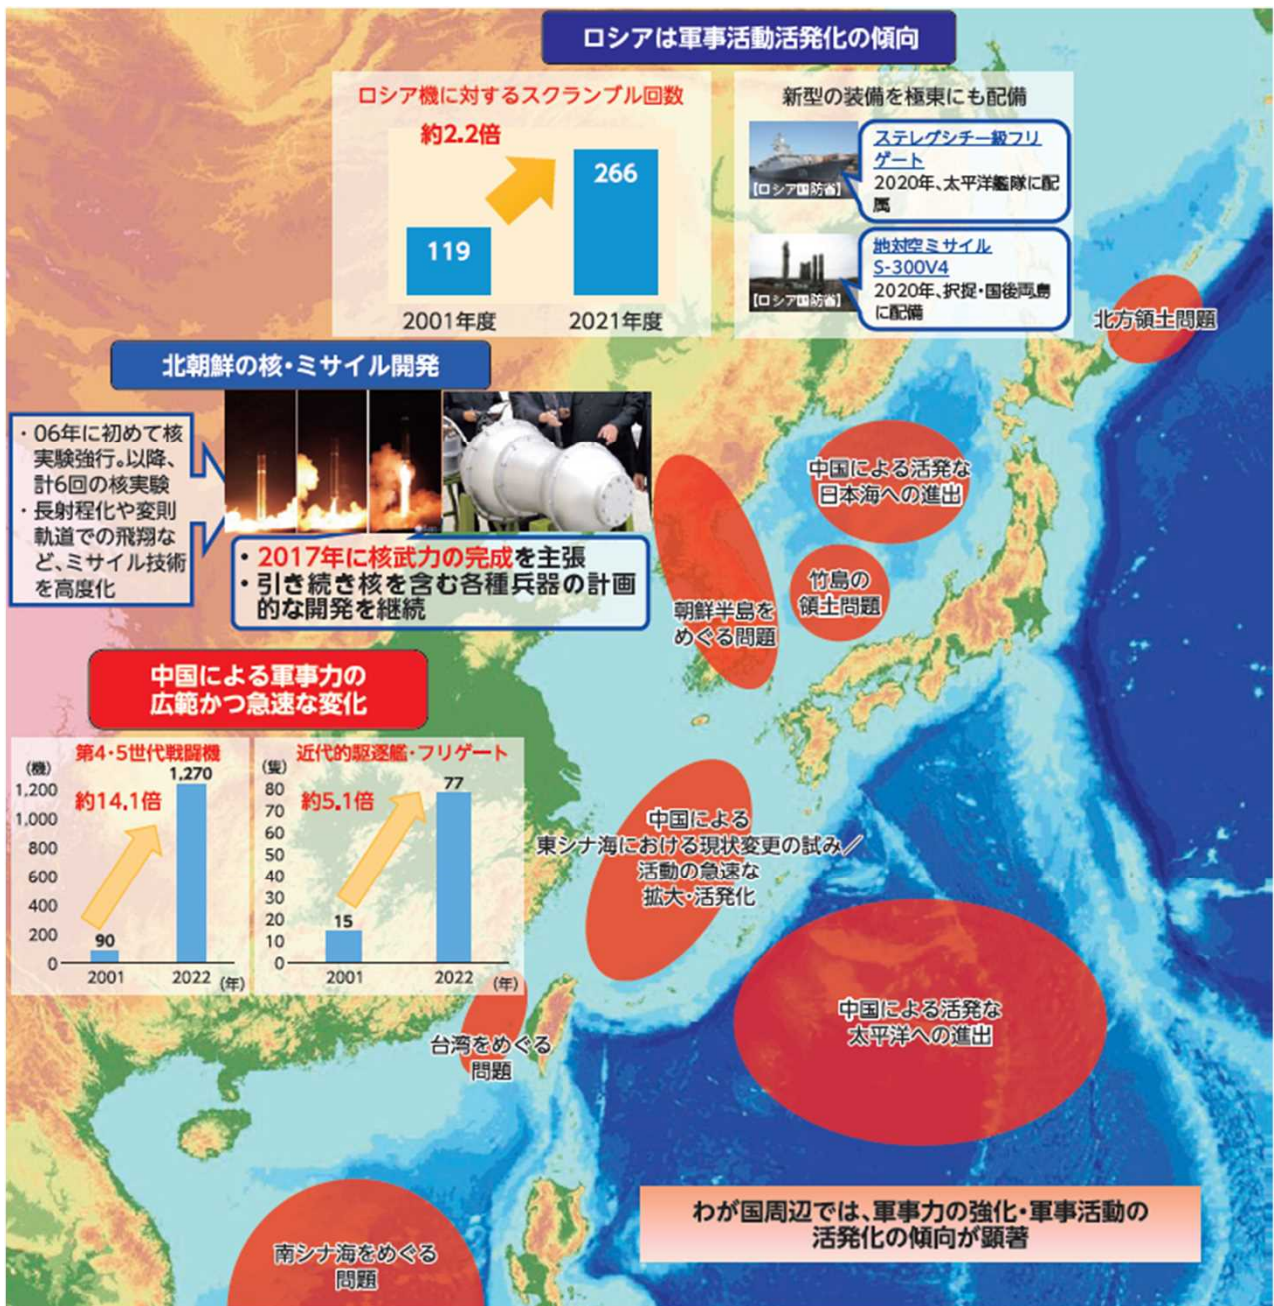 ロシアは軍事活動活発化の傾向
ロシア機に対するスクランブル回数
約2.2倍
119
266
2001年度
2021年度
新型の装備を極東にも配備
【ロシア国防省】
ステレグシチー級フリ
ゲート
2020年、太平洋艦隊に配
属
【ロシア国防省】
地対空ミサイル
S-300V4
2020年、択捉・国後両島
に配備
北方領土問題
北朝鮮の核・ミサイル開発
・06年に初めて核
実験強行。以降、
計6回の核実験
・長射程化や変則
軌道での飛翔な
ど、ミサイル技術
を高度化
・2017年に核武力の完成を主張
・引き続き核を含む各種兵器の計画
的な開発を継続
中国による活発な
日本海への進出
竹島の
領土問題
朝鮮半島を
めぐる問題
中国による軍事力の
広範かつ急速な変化
第4・5世代戦闘機
(機)
1,270
約14.1倍
1,200
1,000
800
600
400
200
0
90
2001
2022
(年)
近代的駆逐艦・フリゲート
(隻)
77
約5.1倍
80
70
60
50
40
30
20
10
0
15
2001
2022
(年)
中国による
東シナ海における現状変更の試み／
活動の急速な
拡大・活発化
中国による活発な
太平洋への進出
台湾をめぐる
問題
南シナ海をめぐる
問題
わが国周辺では、軍事力の強化・軍事活動の
活発化の傾向が顕著